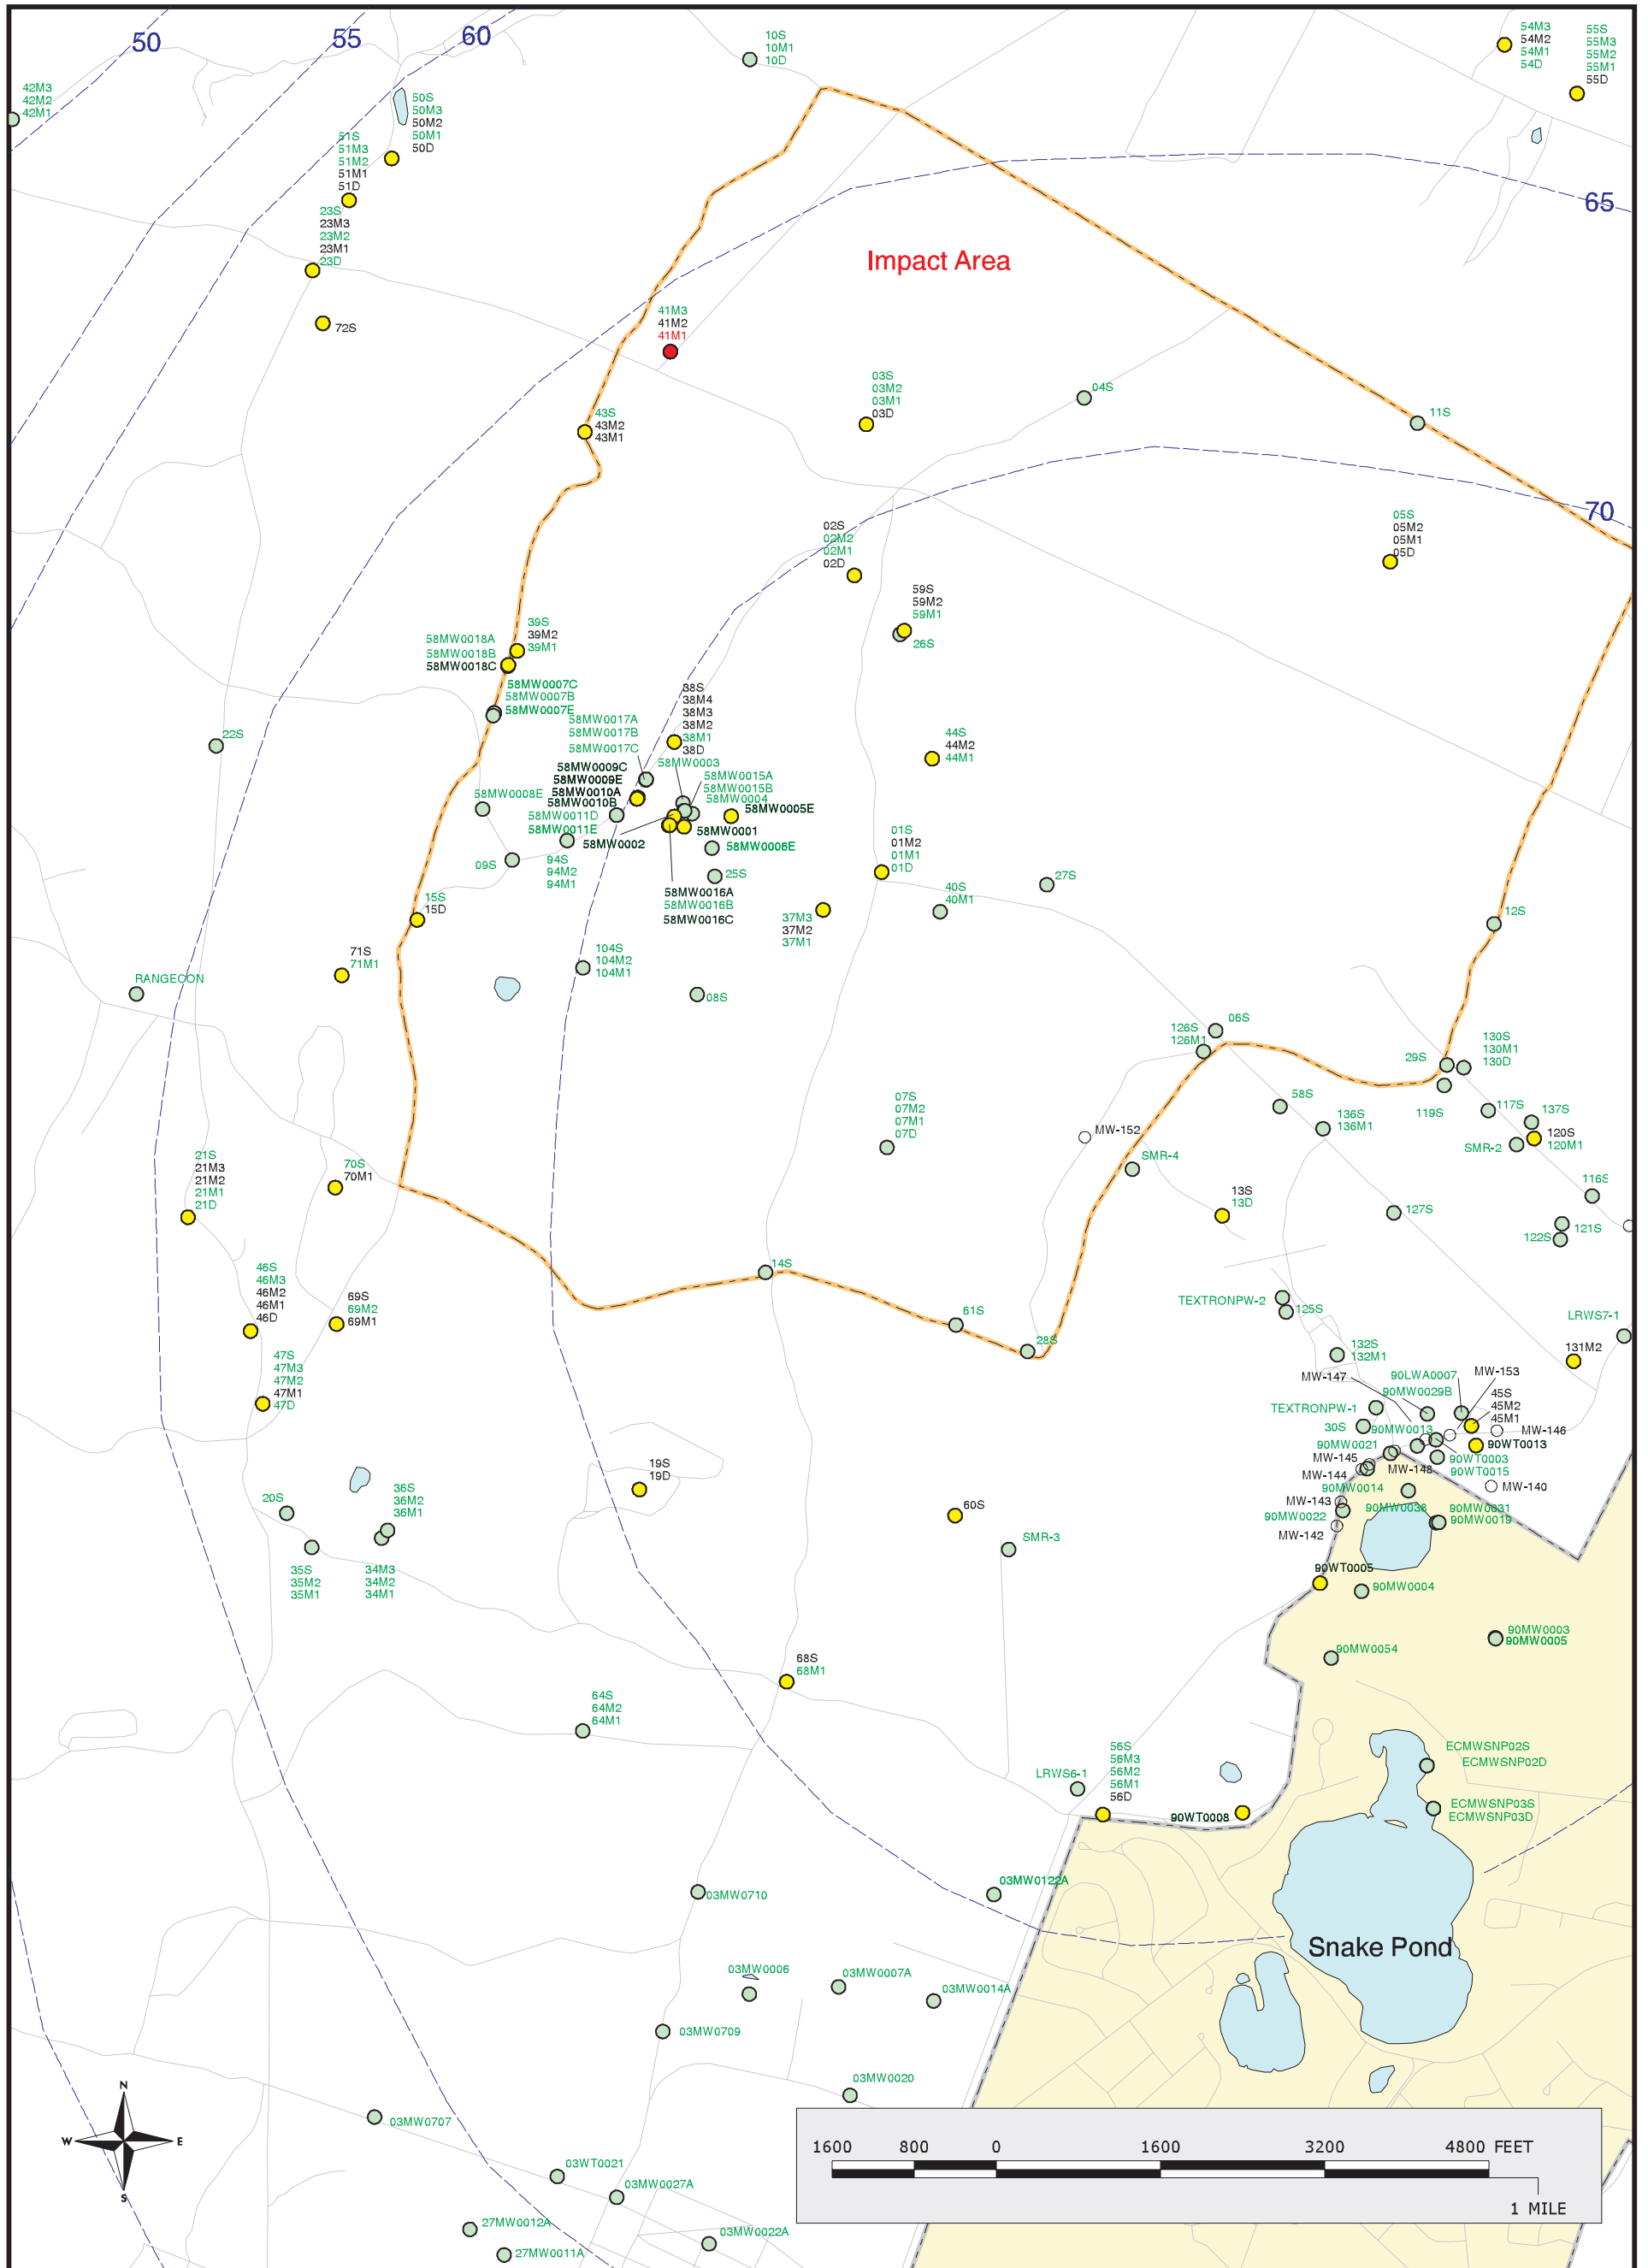 50
55
60
10S
10M1
10D
54M3
54M2
54M1
54D
55S
55M3
55M2
55M1
55D
42M3
42M2
42M1
50S
50M3
50M2
50M1
50D
51S
51M3
51M2
51M1
51D
65
23S
23M3
23M2
23M1
23D
Impact Area
72S
41M3
41M2
41M1
03S
03M2
03M1
03D
04S
11S
43S
43M2
43M1
70
02S
02M2
02M1
02D
05S
05M2
05M1
05D
59S
59M2
59M1
26S
39S
39M2
39M1
58MW0018A
58MW0018B
58MW0018C
58MW0007C
58MW0007B
58MW0007E
38S
38M4
38M3
38M2
38M1
38D
58MW0017A
58MW0017B
58MW0017C
22S
44S
44M2
44M1
58MW0003
58MW0009C
58MW0009E
58MW0010A
58MW0010B
58MW0011D
58MW0011E
58MW0015A
58MW0015B
58MW0004
58MW0005E
58MW0008E
58MW0002
58MW0001
58MW0006E
01S
01M2
01M1
01D
09S
94S
94M2
94M1
25S
58MW0016A
58MW0016B
58MW0016C
27S
40S
40M1
15S
15D
37M3
37M2
37M1
12S
71S
71M1
104S
104M2
104M1
RANGECON
08S
06S
126S
126M1
29S
130S
130M1
130D
119S
117S
137S
58S
136S
136M1
120S
120M1
SMR-2
07S
07M2
07M1
07D
MW-152
SMR-4
21S
21M3
21M2
21M1
21D
70S
70M1
13S
13D
116S
127S
121S
122S
14S
46S
46M3
46M2
46M1
46D
69S
69M2
69M1
TEXTRONPW-2
125S
61S
LRWS7-1
28S
132S
132M1
131M2
47S
47M3
47M2
47M1
47D
MW-147
90LWA0007
MW-153
90MW0029B
45S
45M2
45M1
TEXTRONPW-1
30S
90MW0013
MW-146
90MW0021
90WT0013
MW-145
90WT0003
90WT0015
MW-144
MW-148
90MW0014
MW-140
19S
19D
MW-143
90MW0022
90MW0038
90MW0031
90MW0019
MW-142
20S
36S
36M2
36M1
60S
SMR-3
35S
35M2
35M1
34M3
34M2
34M1
90WT0005
90MW0004
90MW0003
90MW0005
90MW0054
68S
68M1
64S
64M2
64M1
56S
56M3
56M2
56M1
56D
LRWS6-1
90WT0008
ECMWSNP02S
ECMWSNP02D
ECMWSNP03S
ECMWSNP03D
03MW0710
03MW0122A
Snake Pond
03MW0006
03MW0007A
03MW0014A
03MW0709
03MW0020
03MW0707
N
W
E
S
03WT0021
03MW0027A
27MW0012A
03MW0022A
27MW0011A
1600 800 0 1600 3200 4800 FEET
1 MILE